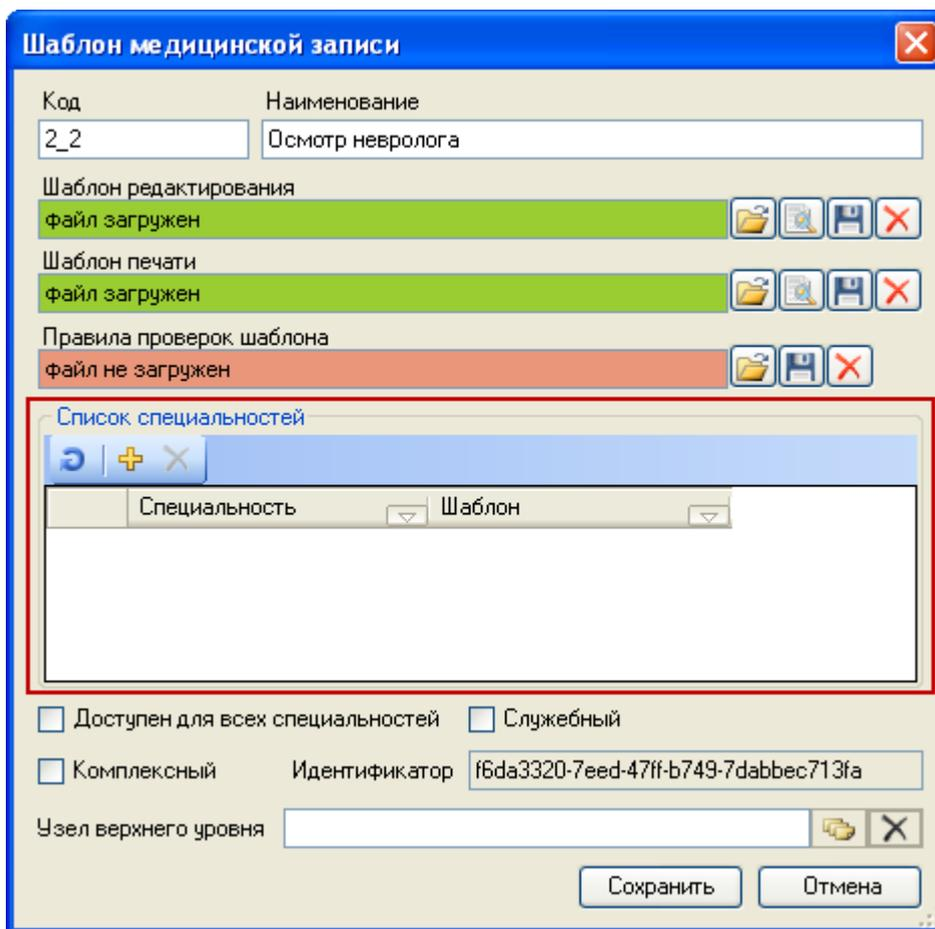 Шаблон медицинской записи
Код Наименование
2_2 Осмотр невролога
Шаблон редактирования
Файл загружен
Шаблон печати
Файл загружен
Правила проверок шаблона
Файл не загружен
Список специальностей
Специальность Шаблон
Доступен для всех специальностей Служебный
Комплексный Идентификатор f6da3320-7eed-47ff-b749-7dabbec713fa
Узел верхнего уровня
Сохранить Отмена